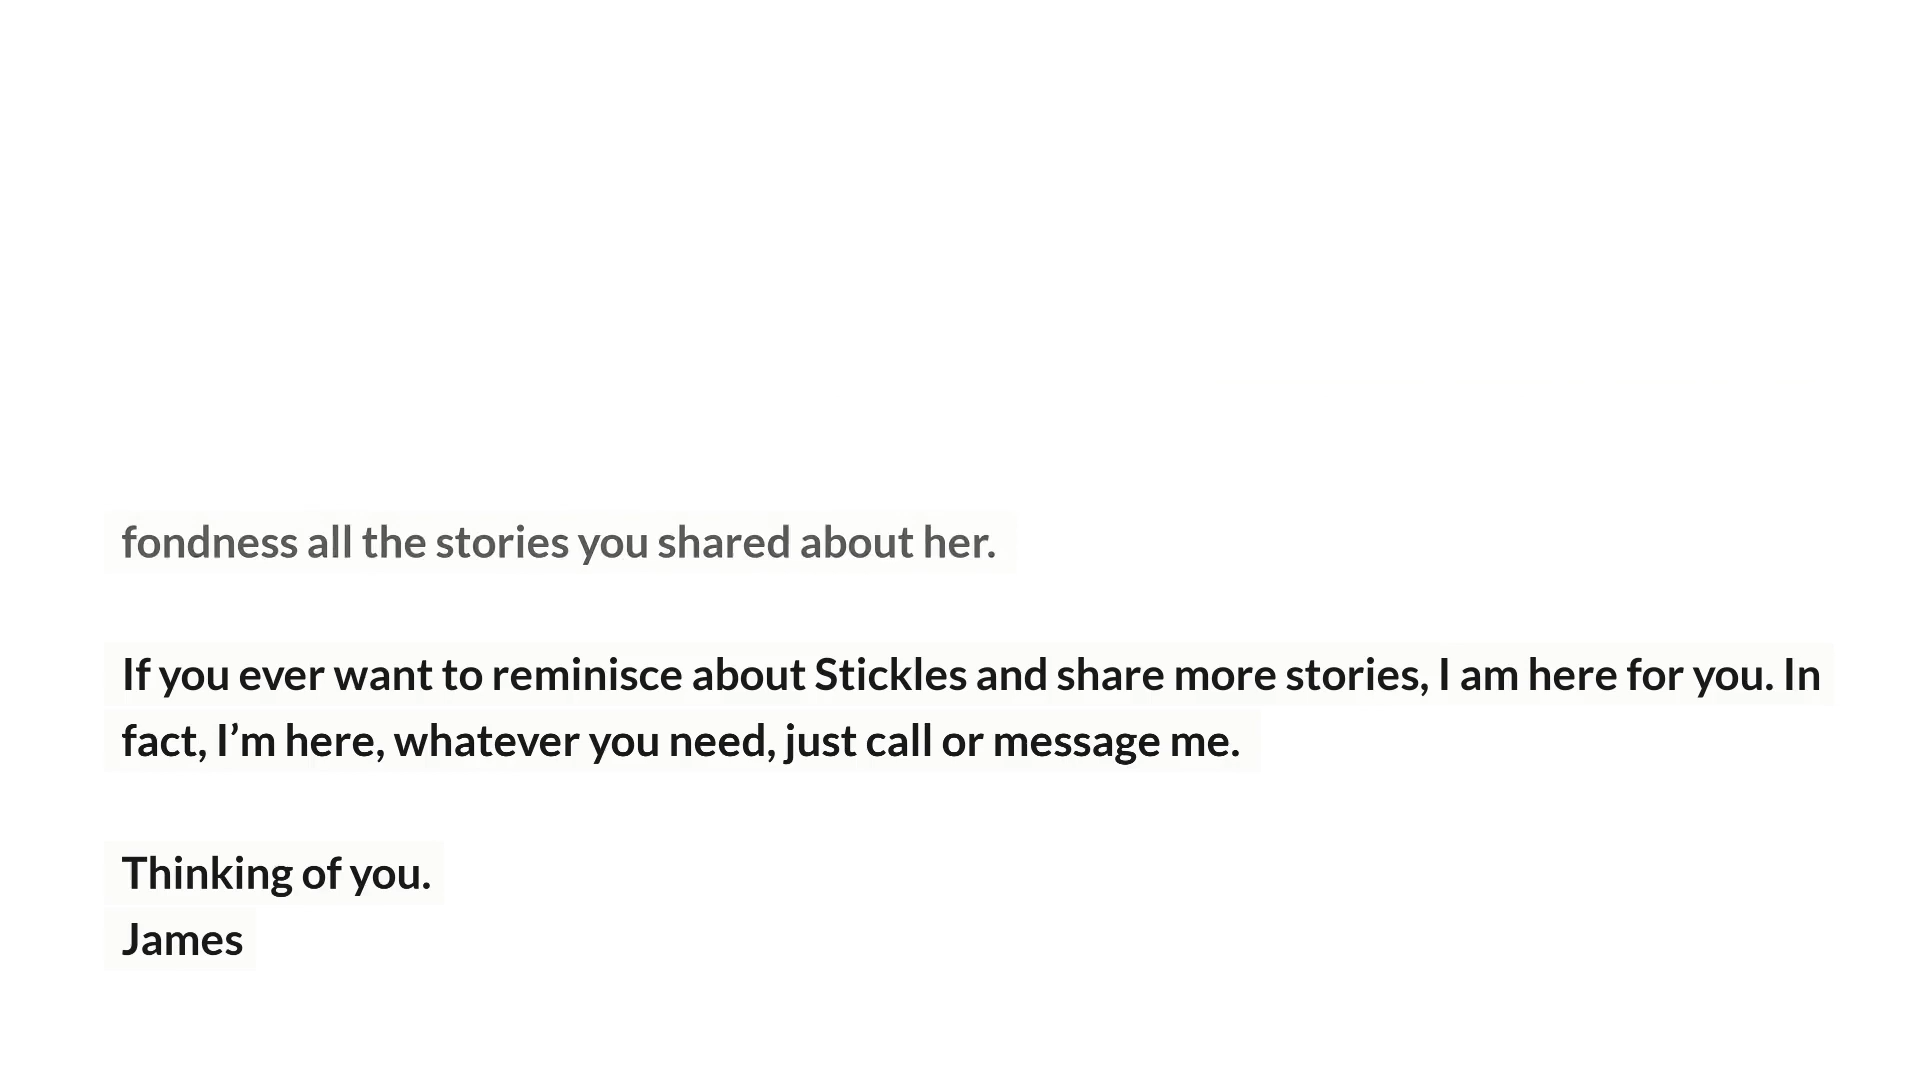 fondness all the stories you shared about her.
If you ever want to reminisce about Stickles and share more stories, I am here for you. In
fact, I’m here, whatever you need, just call or message me.
Thinking of you.
James